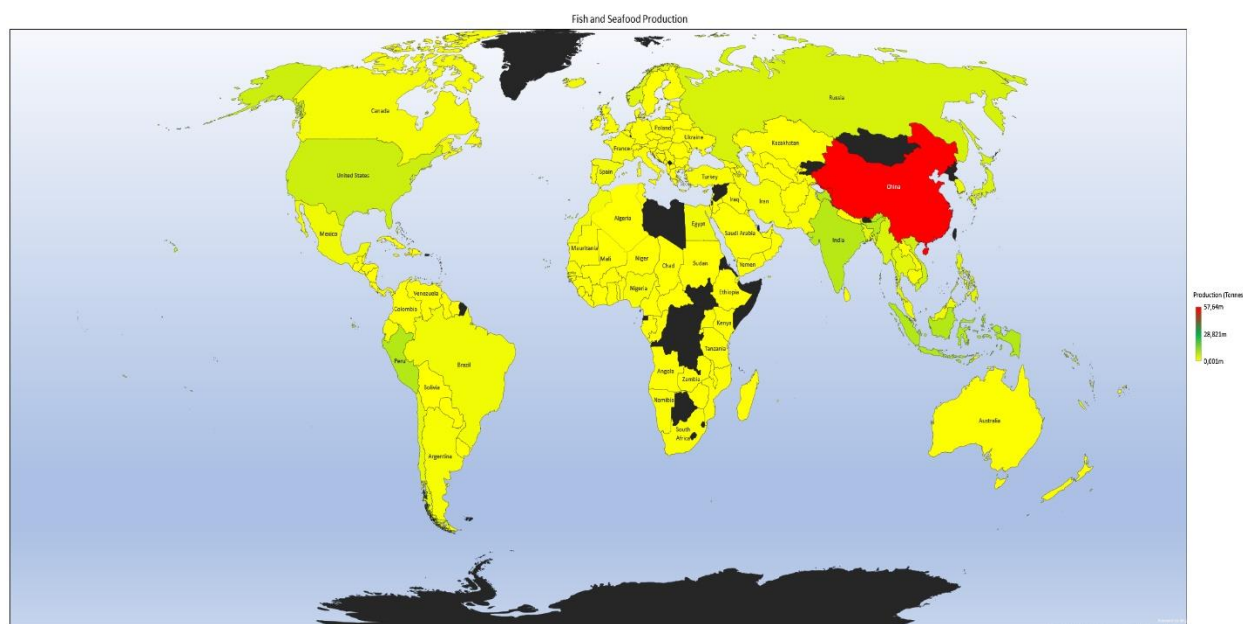 Fish and Seafood Production
Russia
Canada
Poland
Ukraine
France
Kazakhstan
United States
Spain
Turkey
China
Iraq
Iran
Algeria
Egypt
Mexico
Saudi Arabia
India
Mauritania
Mali
Niger
Chad
Sudan
Yemen
Ethiopia
Nigeria
Venezuela
Colombia
Kenya
Production (Tonnes
57,64m
28,821m
0,001m
Tanzania
Peru
Brazil
Angola
Zambia
Bolivia
Namibia
Australia
South
Africa
Argentina